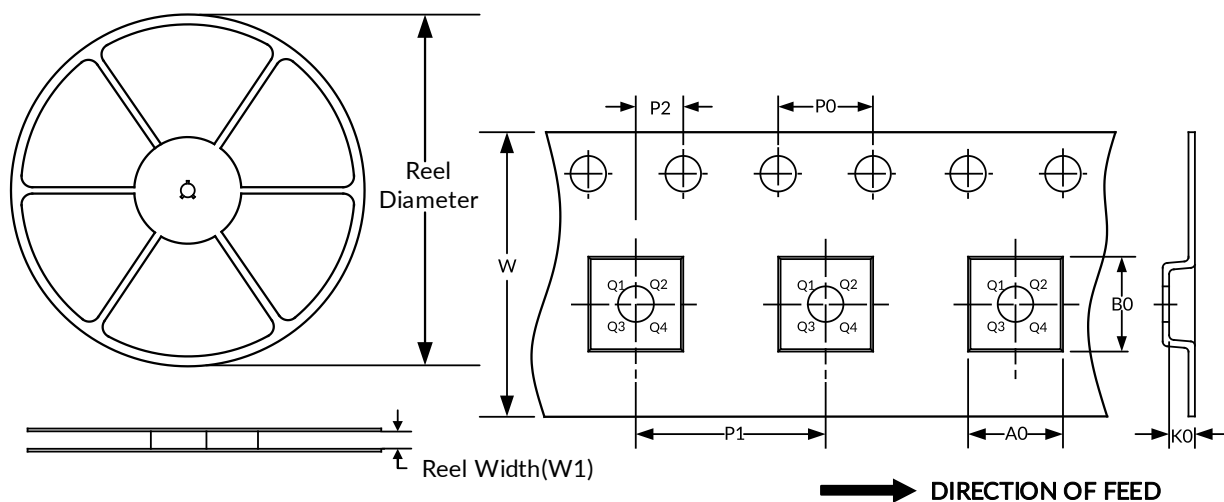 Reel
Diameter
Reel Width(W1)
P2
P0
W
Q1 Q2
Q3 Q4
Q1 Q2
Q3 Q4
Q1 Q2
Q3 Q4
B0
P1
A0
K0
DIRECTION OF FEED